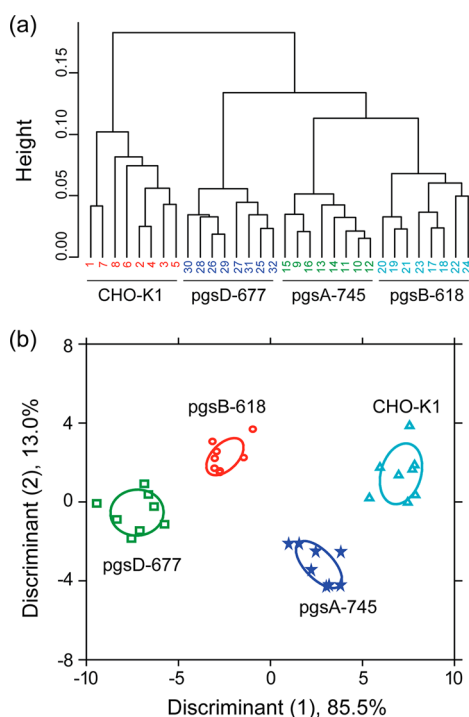 (a)
Height
0.15
0.10
0.05
0.00
1 7 8 6 2 4 3 5 30 28 26 29 27 31 25 32 15 9 16 13 14 11 10 12 20 19 21 23 17 18 22 24
CHO-K1 pgsD-677 pgsA-745 pgsB-618
(b)
8
4
0
-4
-8
Discriminant (2), 13.0%
pgsB-618 CHO-K1
pgsD-677
pgsA-745
-10 -5 0 5 10
Discriminant (1), 85.5%